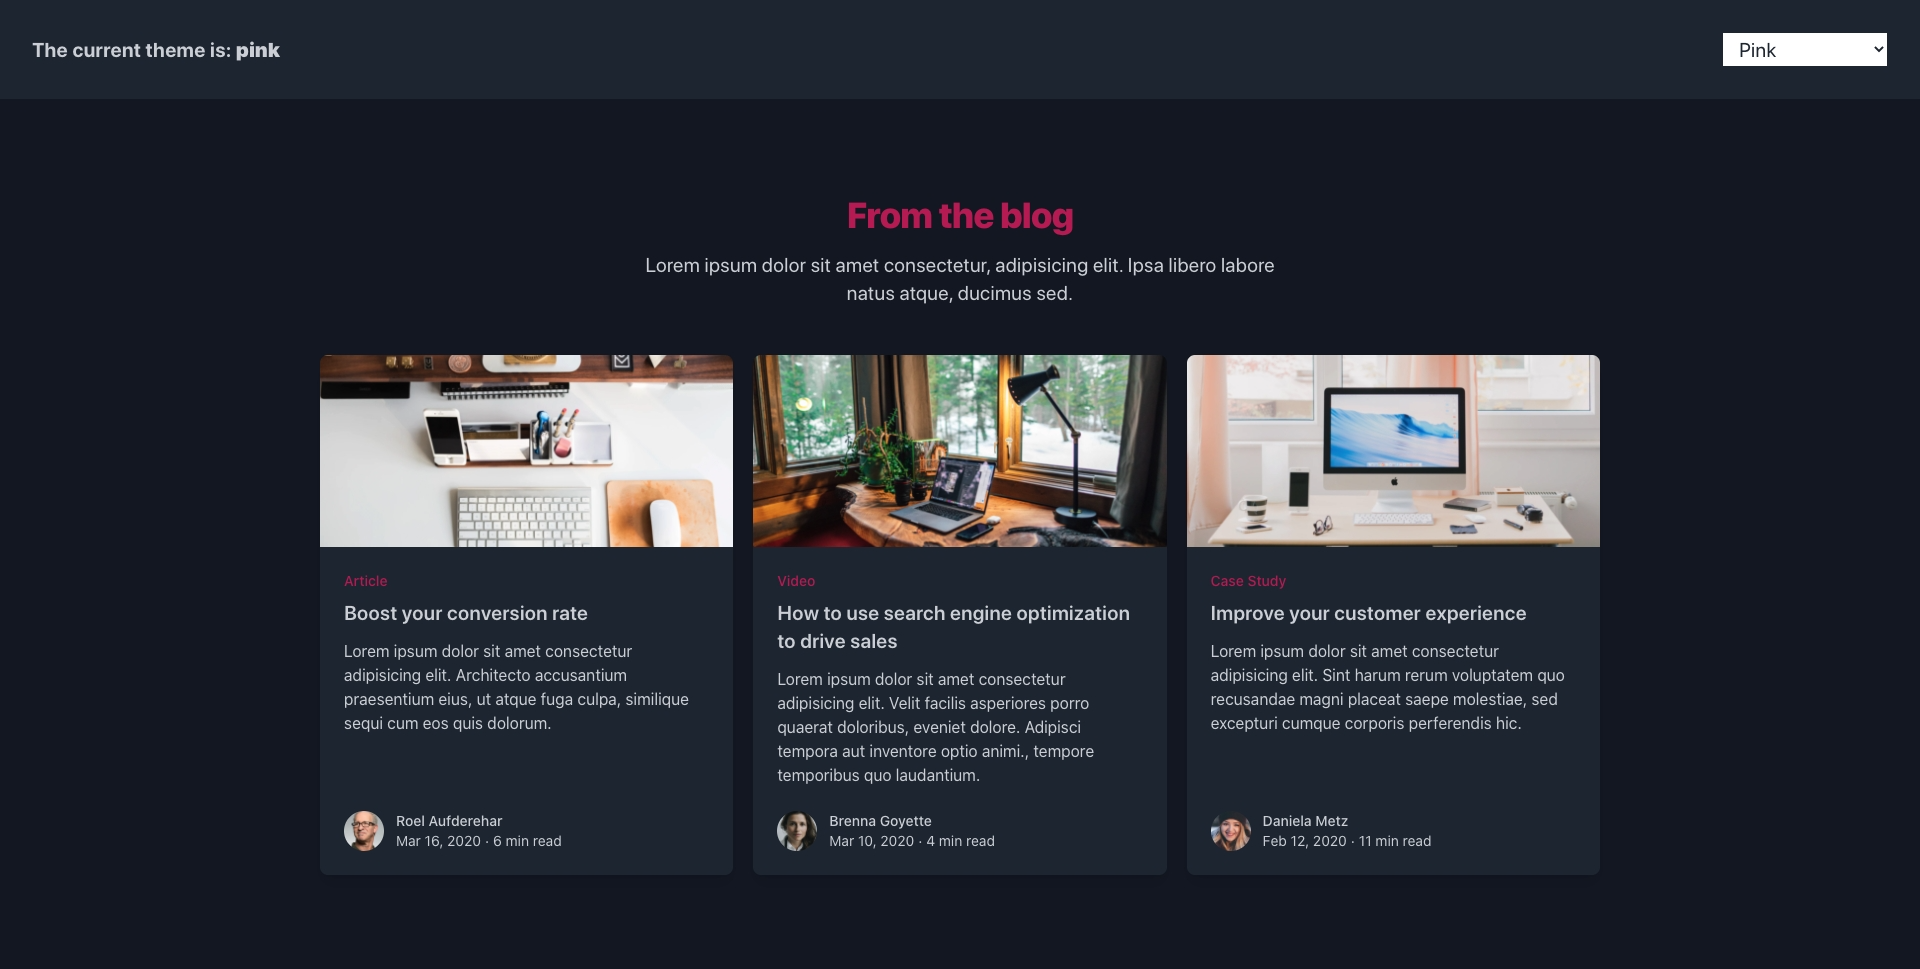 The current theme is: pink
Pink
From the blog
Lorem ipsum dolor sit amet consectetur, adipisicing elit. Ipsa libero labore
natus atque, ducimus sed.
Article
Boost your conversion rate
Lorem ipsum dolor sit amet consectetur
adipisicing elit. Architecto accusantium
praesentium eius, ut atque fuga culpa, similique
sequi cum eos quis dolorum.
Roel Aufderehar
Mar 16, 2020 · 6 min read
Video
How to use search engine optimization
to drive sales
Lorem ipsum dolor sit amet consectetur
adipisicing elit. Velit facilis asperiores porro
quaerat doloribus, eveniet dolore. Adipisci
tempora aut inventore optio animi., tempore
temporibus quo laudantium.
Brenna Goyette
Mar 10, 2020 · 4 min read
Case Study
Improve your customer experience
Lorem ipsum dolor sit amet consectetur
adipisicing elit. Sint harum rerum voluptatem quo
recusandae magni placeat saepe molestiae, sed
excepturi cumque corporis perferendis hic.
Daniela Metz
Feb 12, 2020 · 11 min read